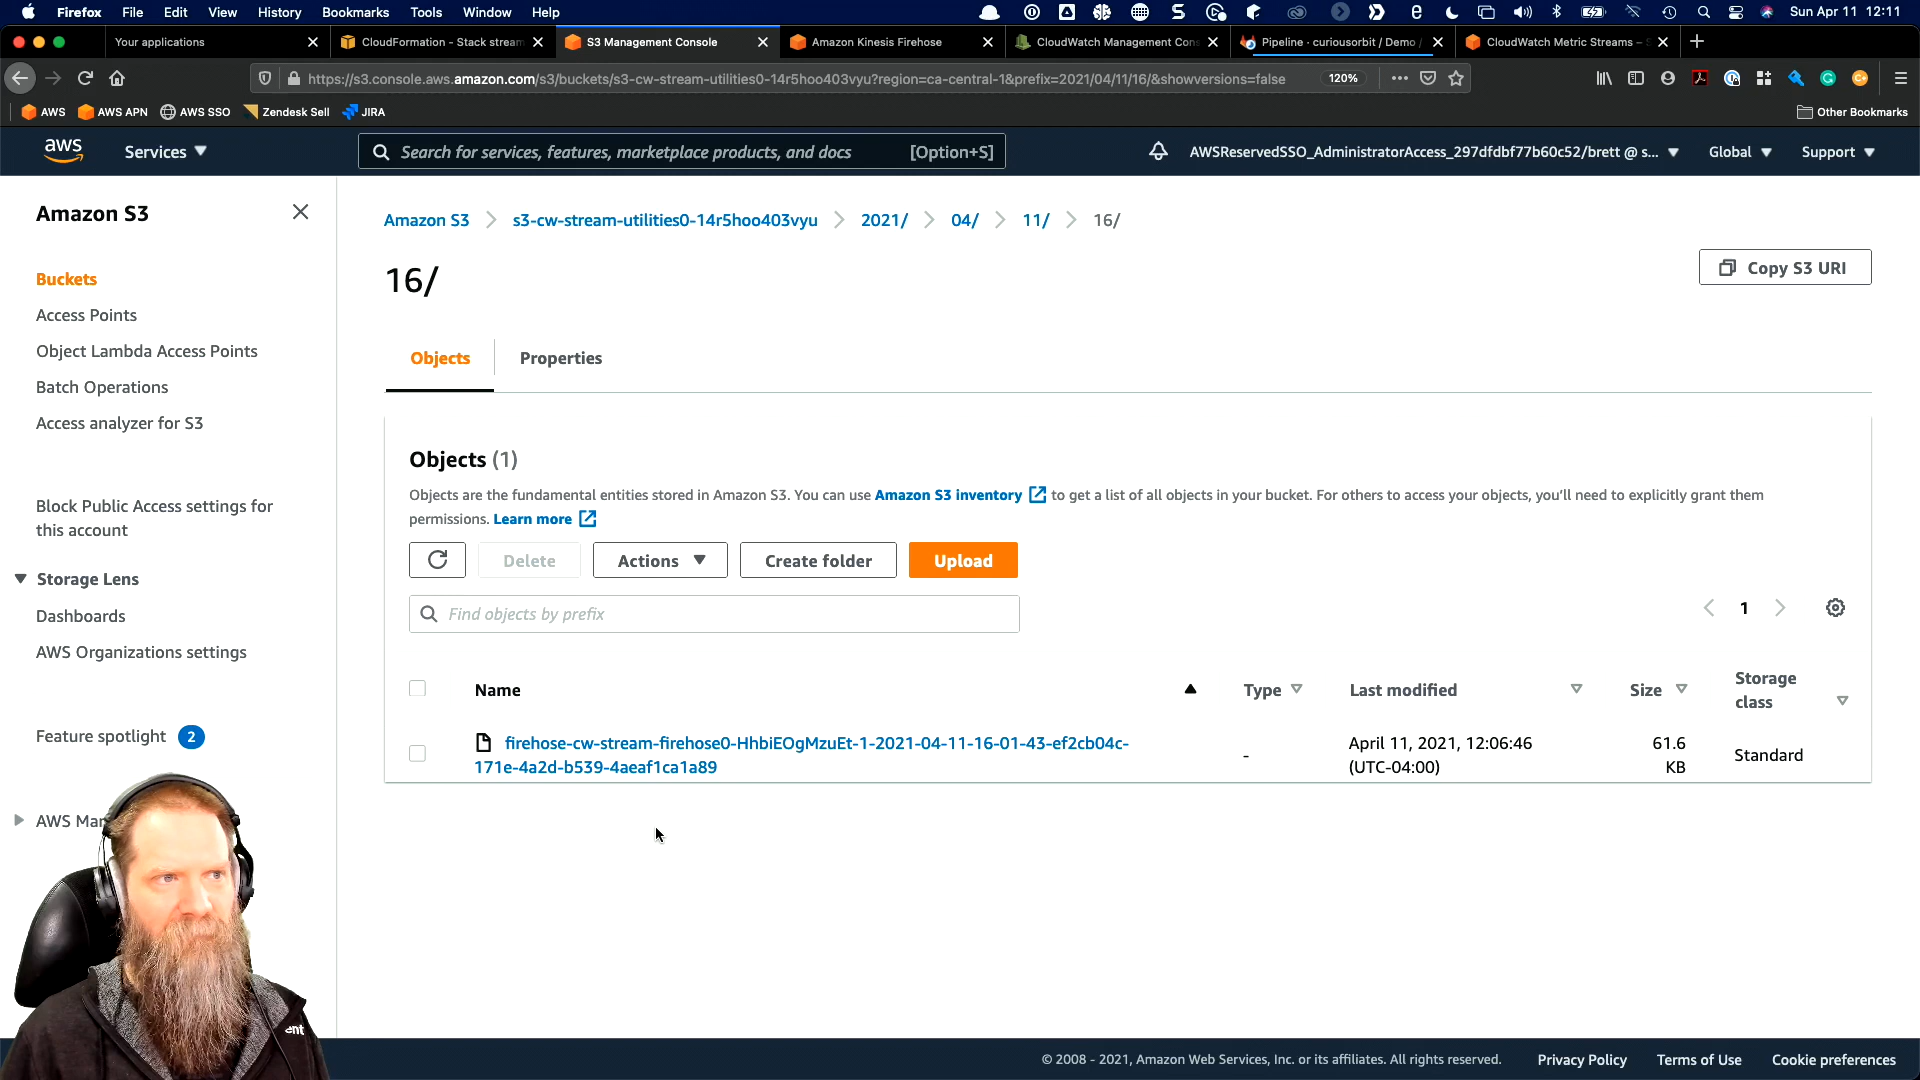 Firefox File Edit View History Bookmarks Tools Window Help Sun Apr 11 12:11
Your applications
CloudFormation - Stack stream
S3 Management Console
Amazon Kinesis Firehose
CloudWatch Management Con
Pipeline · curiousorbit / Demo /
CloudWatch Metric Streams –
https://s3.console.aws.amazon.com/s3/buckets/s3-cw-stream-utilities0-14r5hoo403vyu?region=ca-central-1&prefix=2021/04/11/16/&showversions=false 120%
AWS AWS APN AWS SSO Zendesk Sell JIRA Other Bookmarks
aws Services Search for services, features, marketplace products, and docs [Option+S] AWSReservedSSO_AdministratorAccess_297dfdbf77b60c52/brett @ s... Global Support
Amazon S3
Buckets
Access Points
Object Lambda Access Points
Batch Operations
Access analyzer for S3
Block Public Access settings for
this account
Storage Lens
Dashboards
AWS Organizations settings
Feature spotlight 2
AWS Mar
ent
Amazon S3 s3-cw-stream-utilities0-14r5hoo403vyu 2021/ 04/ 11/ 16/
16/
Copy S3 URI
Objects Properties
Objects (1)
Objects are the fundamental entities stored in Amazon S3. You can use Amazon S3 inventory to get a list of all objects in your bucket. For others to access your objects, you'll need to explicitly grant them
permissions. Learn more
Delete Actions Create folder Upload
Find objects by prefix
1
Name Type Last modified Size Storage
class
firehose-cw-stream-firehose0-HhbiEOgMzuEt-1-2021-04-11-16-01-43-ef2cb04c-
171e-4a2d-b539-4aeaf1ca1a89
-
April 11, 2021, 12:06:46
(UTC-04:00)
61.6
KB
Standard
© 2008 - 2021, Amazon Web Services, Inc. or its affiliates. All rights reserved. Privacy Policy Terms of Use Cookie preferences